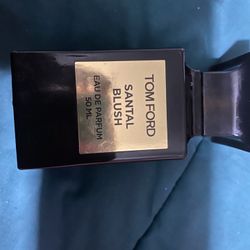 TOM FORD
SANTAL
BLUSH
EAU DE PARFUM
50 ML